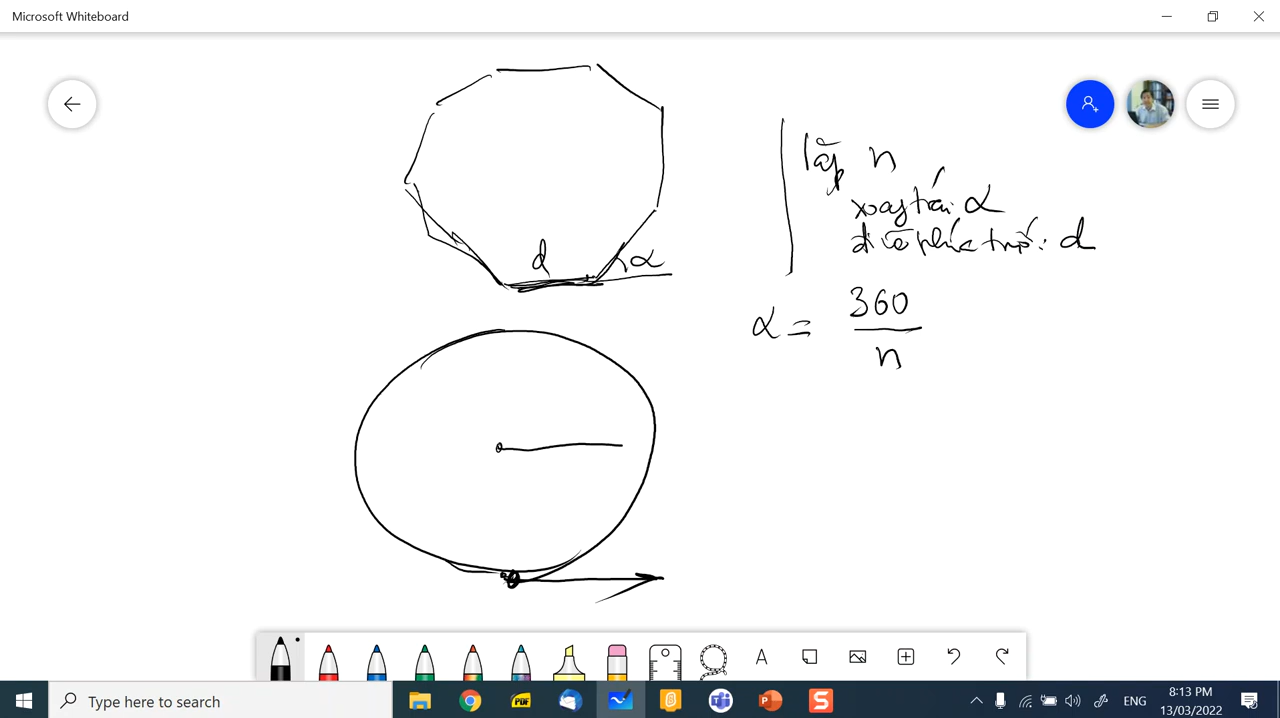 Microsoft Whiteboard
lặp n
xoay trái α
d
α
về phía trước d
360
α =
n
A
PDF
S
Type here to search
ENG
8:13 PM
13/03/2022